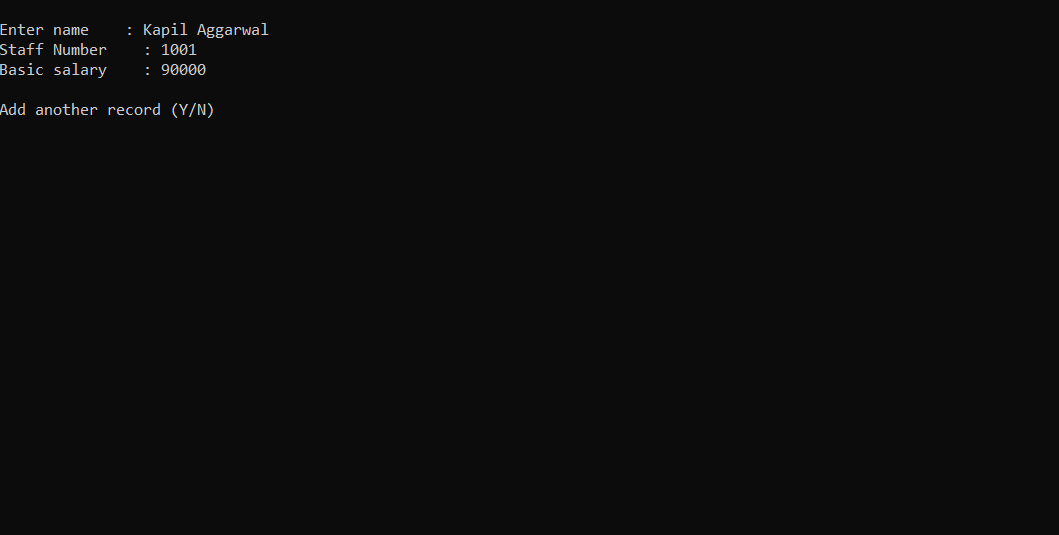 Enter name    : Kapil Aggarwal
Staff Number    : 1001
Basic salary    : 90000
Add another record (Y/N)